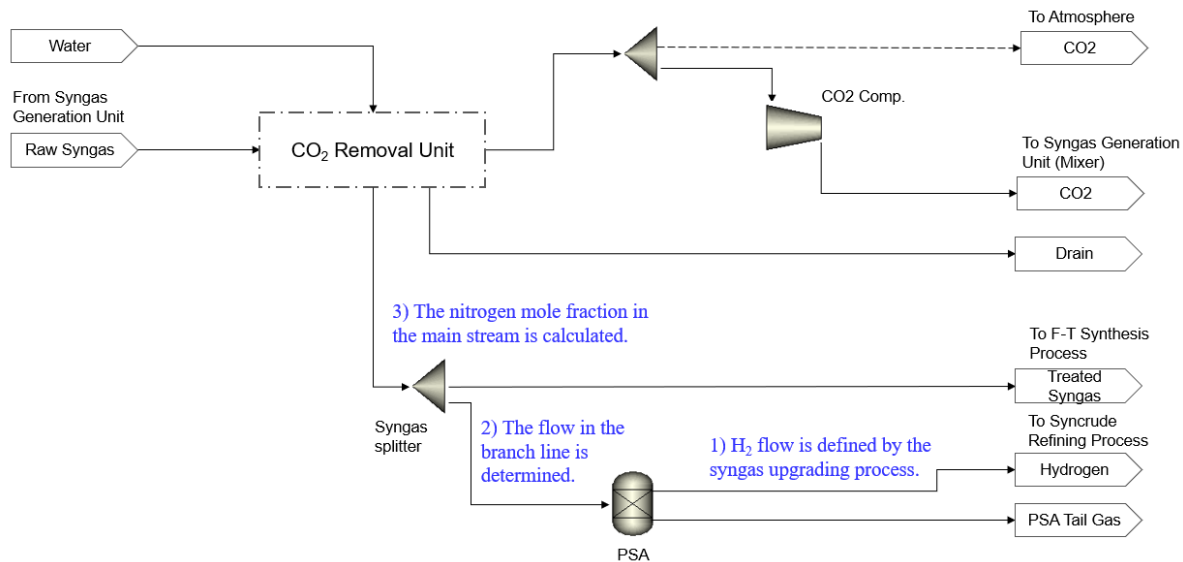 To Atmosphere
CO2
Water
CO2 Comp.
From Syngas
Generation Unit
Raw Syngas
CO₂ Removal Unit
To Syngas Generation
Unit (Mixer)
CO2
Drain
3) The nitrogen mole fraction in
the main stream is calculated.
To F-T Synthesis
Process
Treated
Syngas
Syngas
splitter
2) The flow in the
branch line is
determined.
1) H₂ flow is defined by the
syngas upgrading process.
To Syncrude
Refining Process
Hydrogen
PSA Tail Gas
PSA